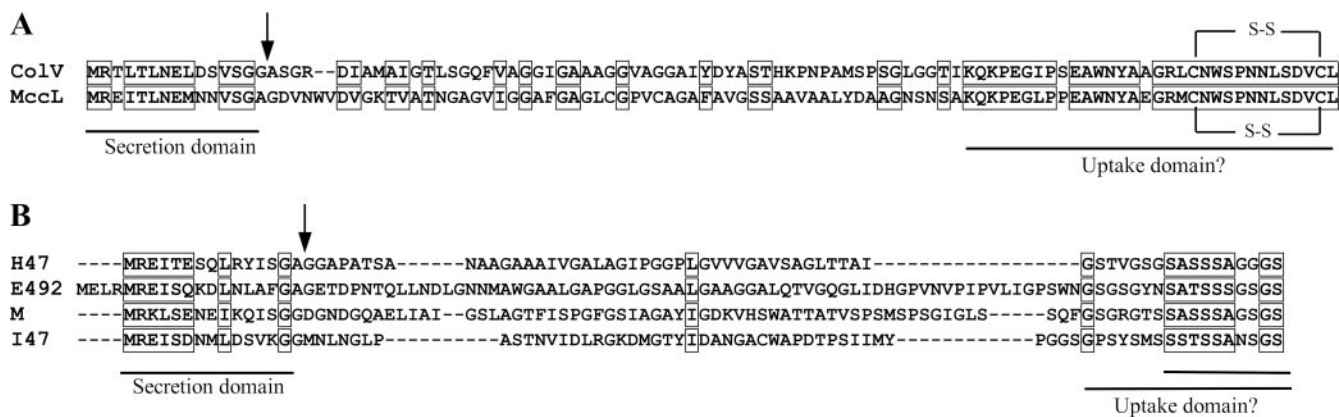 A
S-S
ColV MRTLTLNELDSVSGGASGR--DIAMAIGTLSGQFVAGGIGAAAGGVAGGAIYDYASTHKPNPAMSPSGLGGTIKQKPEGIPSEAWNYAAGRLCNWSPNNLSDVCL
MccL MREITLNEMNNVSGAGDVNWVDVGKTVATNGAGVIGGAFGAGLCGPVCAGAFAVGSSAAVAALYDAAGNSNSAKQKPEGLPPEAWNYAEGRMCNWSPNNLSDVCL
S-S
Secretion domain
Uptake domain?
B
H47 ----MREITESQLRYISGAGGAPATSA----NAAGAAAIVGALAGIPGGPLGVVVGAVSAGLTTAI-----------------GSTVGSGSASSSAGGGS
E492 MELRMREISQKDLNLAFGAGETDPNTQLLNDLGNNMAWGAALGAPGGLGSAALGAAGGALQTVGQGLIDHGPVNVPIPVLIGPSWNGSGSGYNSATSSSGSGS
M ----MRKLSENEIKQISGGDGNDGQAELIAI--GSLAGTFISPGFGSIAGAYIGDKVHSWATTATVSPSMSPSGIGLS-----SQFGSGRGTSSASSSAGSGS
I47 ----MREISDNMLDSVKGGMNLNGLP---------ASTNVIDLRGKDMGTYIDANGACWAPDTPSIIMY------------PGGSGPSYSMSSSTSSANSGS
Secretion domain
Uptake domain?